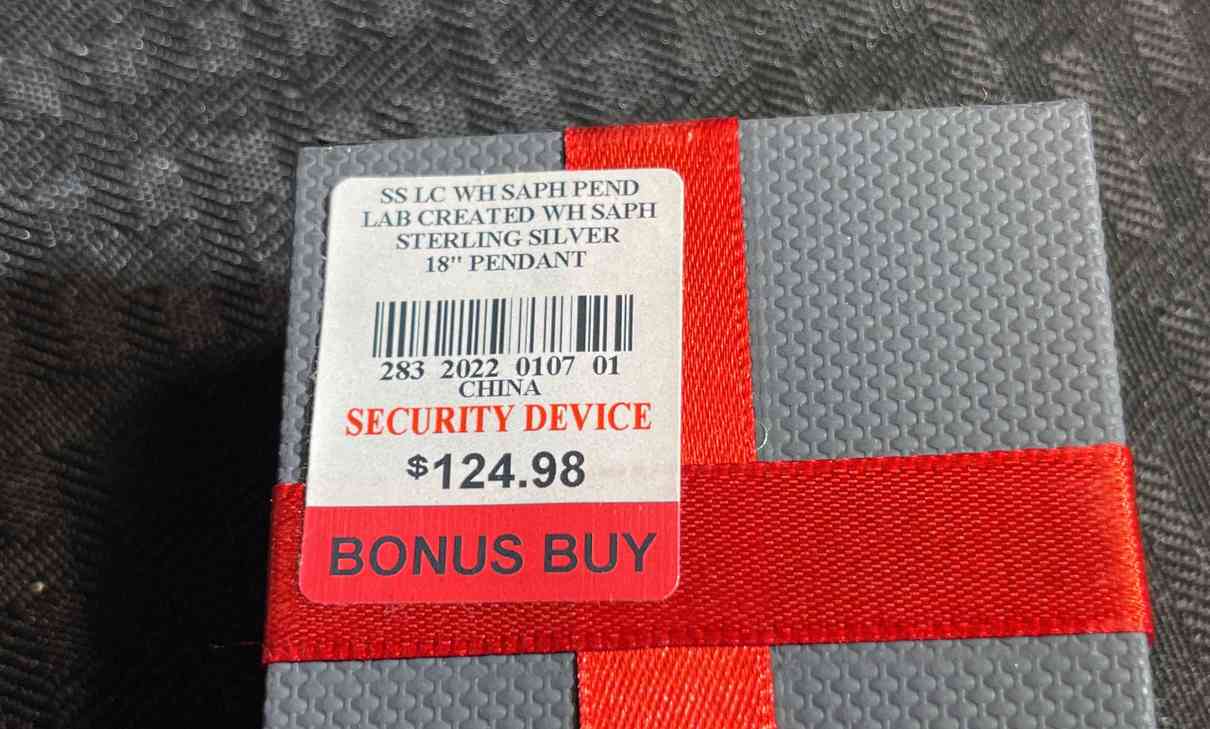 SS LC WH SAPH PEND
LAB CREATED WH SAPH
STERLING SILVER
18" PENDANT
283 2022 0107 01
CHINA
SECURITY DEVICE
$124.98
BONUS BUY